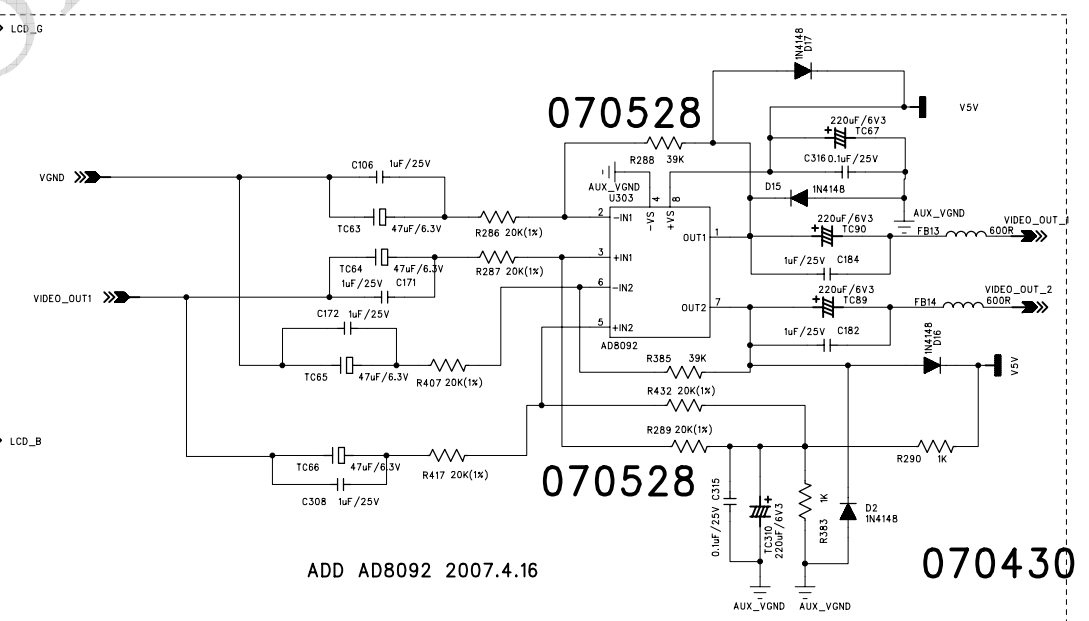 LCD_G
1N4148
D17
070528
V5V
220uF/6V3
TC67
C106
1uF/25V
R288 39K
C316 0.1uF/25V
VGND
AUX_VGND
U303
4
8
-VS
+VS
D15
1N4148
2
-IN1
TC63
47uF/6.3V
R286 20K(1%)
220uF/6V3
TC90
AUX_VGND
VIDEO_OUT_1
FB13
600R
OUT1
1
3
+IN1
TC64
47uF/6.3V
R287 20K(1%)
1uF/25V
C171
1uF/25V
C184
6
-IN2
220uF/6V3
TC89
VIDEO_OUT_2
FB14
600R
VIDEO_OUT1
OUT2
7
C172
1uF/25V
5
+IN2
1uF/25V
C182
AD8092
1N4148
D16
R385 39K
V5V
TC65
47uF/6.3V
R407 20K(1%)
R432 20K(1%)
R289 20K(1%)
LCD_B
TC66
47uF/6.3V
R417 20K(1%)
R290 1K
C308 1uF/25V
070528
0.1uF/25V C315
TC310
220uF/6V3
R383
1K
D2
1N4148
ADD AD8092 2007.4.16
070430
AUX_VGND
AUX_VGND